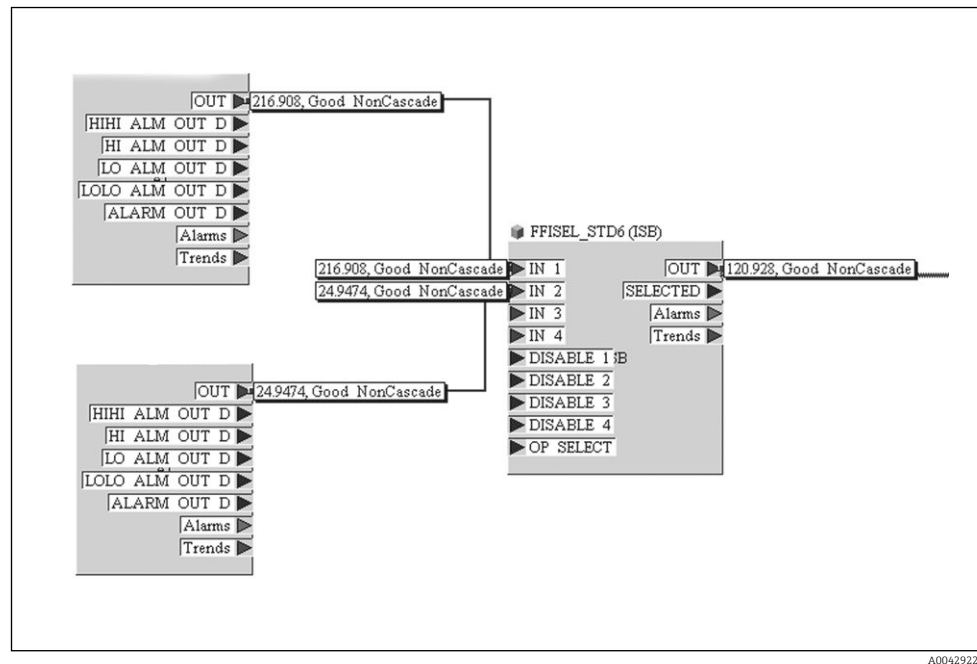 OUT
216.908, Good NonCascade
HIHI ALM OUT D
HI ALM OUT D
LO ALM OUT D
LOLO ALM OUT D
ALARM OUT D
Alarms
Trends
FFISEL_STD6 (ISB)
216.908, Good NonCascade
IN 1
OUT
120.928, Good NonCascade
24.9474, Good NonCascade
IN 2
SELECTED
IN 3
Alarms
IN 4
Trends
DISABLE 1
DISABLE 2
DISABLE 3
DISABLE 4
OP SELECT
OUT
24.9474, Good NonCascade
HIHI ALM OUT D
HI ALM OUT D
LO ALM OUT D
LOLO ALM OUT D
ALARM OUT D
Alarms
Trends
A0042922